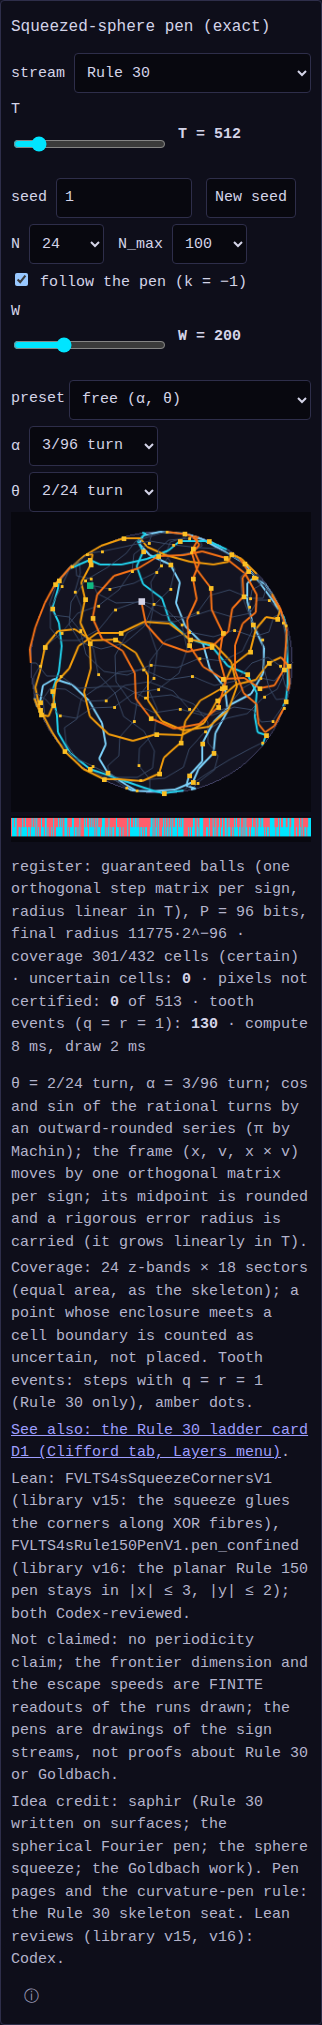 Squeezed-sphere pen (exact)
stream Rule 30
T
T = 512
seed 1 New seed
N 24 N_max 100
follow the pen (k = −1)
W
W = 200
preset free (α, θ)
α 3/96 turn
θ 2/24 turn
register: guaranteed balls (one
orthogonal step matrix per sign,
radius linear in T), P = 96 bits,
final radius 11775·2^−96 ·
coverage 301/432 cells (certain)
· uncertain cells: 0 · pixels not
certified: 0 of 513 · tooth
events (q = r = 1): 130 · compute
8 ms, draw 2 ms
θ = 2/24 turn, α = 3/96 turn; cos
and sin of the rational turns by
an outward-rounded series (π by
Machin); the frame (x, v, x × v)
moves by one orthogonal matrix
per sign; its midpoint is rounded
and a rigorous error radius is
carried (it grows linearly in T).
Coverage: 24 z-bands × 18 sectors
(equal area, as the skeleton); a
point whose enclosure meets a
cell boundary is counted as
uncertain, not placed. Tooth
events: steps with q = r = 1
(Rule 30 only), amber dots.
See also: the Rule 30 ladder card
D1 (Clifford tab, Layers menu).
Lean: FVLTS4sSqueezeCornersV1
(library v15: the squeeze glues
the corners along XOR fibres),
FVLTS4sRule150PenV1.pen_confined
(library v16: the planar Rule 150
pen stays in |x| ≤ 3, |y| ≤ 2);
both Codex-reviewed.
Not claimed: no periodicity
claim; the frontier dimension and
the escape speeds are FINITE
readouts of the runs drawn; the
pens are drawings of the sign
streams, not proofs about Rule 30
or Goldbach.
Idea credit: saphir (Rule 30
written on surfaces; the
spherical Fourier pen; the sphere
squeeze; the Goldbach work). Pen
pages and the curvature-pen rule:
the Rule 30 skeleton seat. Lean
reviews (library v15, v16):
Codex.
ⓘ